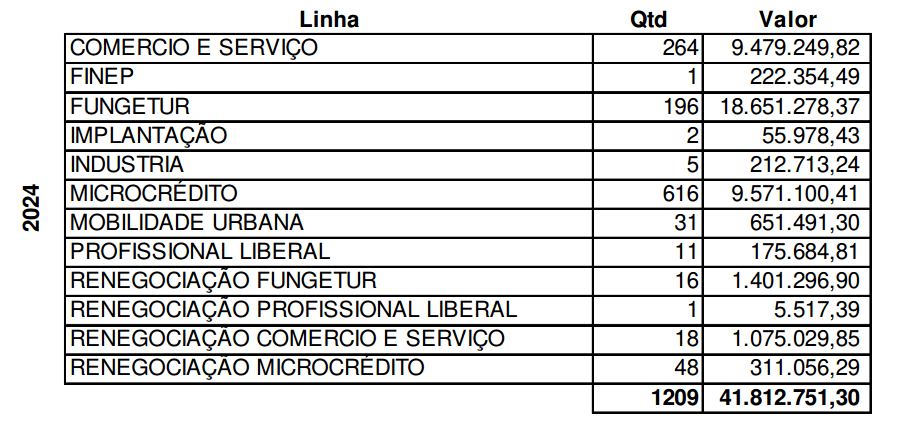 Linha Qtd Valor
COMERCIO E SERVIÇO 264 9.479.249,82
FINEP 1 222.354,49
FUNGETUR 196 18.651.278,37
IMPLANTAÇÃO 2 55.978,43
INDUSTRIA 5 212.713,24
2024
MICROCRÉDITO 616 9.571.100,41
MOBILIDADE URBANA 31 651.491,30
PROFISSIONAL LIBERAL 11 175.684,81
RENEGOCIAÇÃO FUNGETUR 16 1.401.296,90
RENEGOCIAÇÃO PROFISSIONAL LIBERAL 1 5.517,39
RENEGOCIAÇÃO COMERCIO E SERVIÇO 18 1.075.029,85
RENEGOCIAÇÃO MICROCRÉDITO 48 311.056,29
1209 41.812.751,30